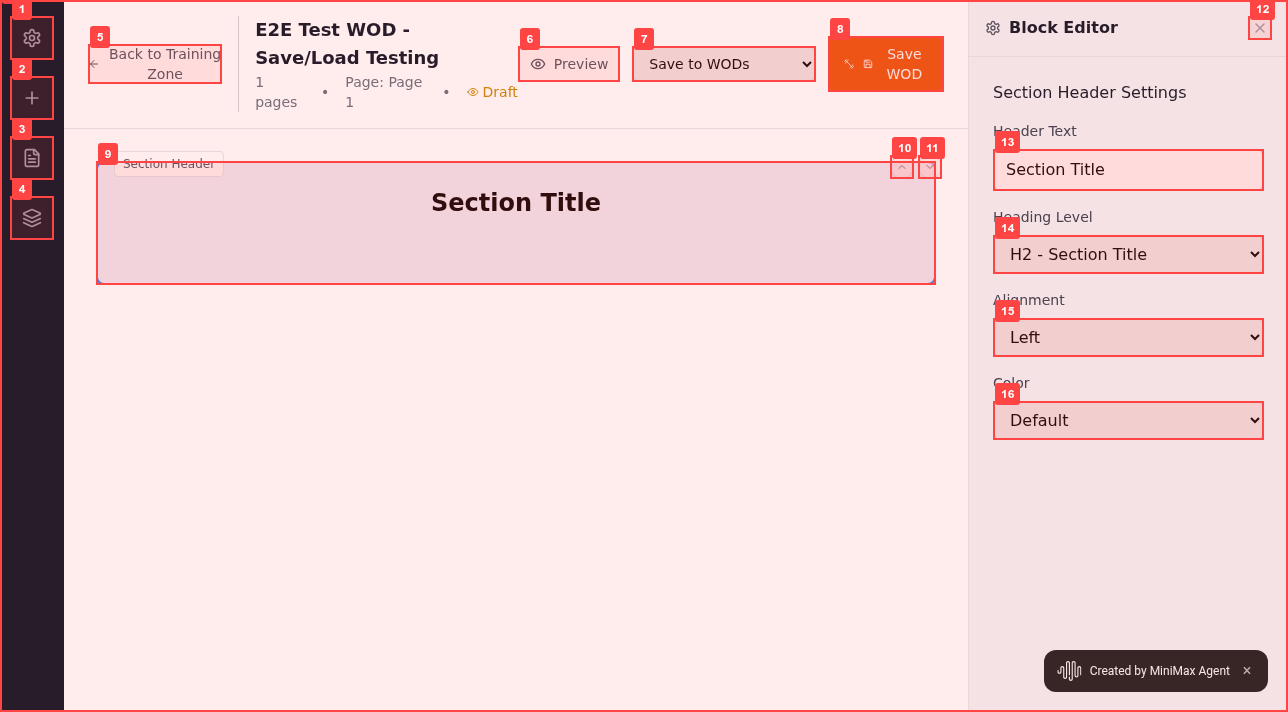 1
2
3
4
5
Back to Training
Zone
E2E Test WOD -
Save/Load Testing
1
pages
•
Page: Page
1
•
Draft
6
Preview
7
Save to WODs
8
Save
WOD
12
Block Editor
9
Section Header
10
11
Section Title
Section Header Settings
Header Text
13
Section Title
Heading Level
14
H2 - Section Title
Alignment
15
Left
Color
16
Default
Created by MiniMax Agent ×